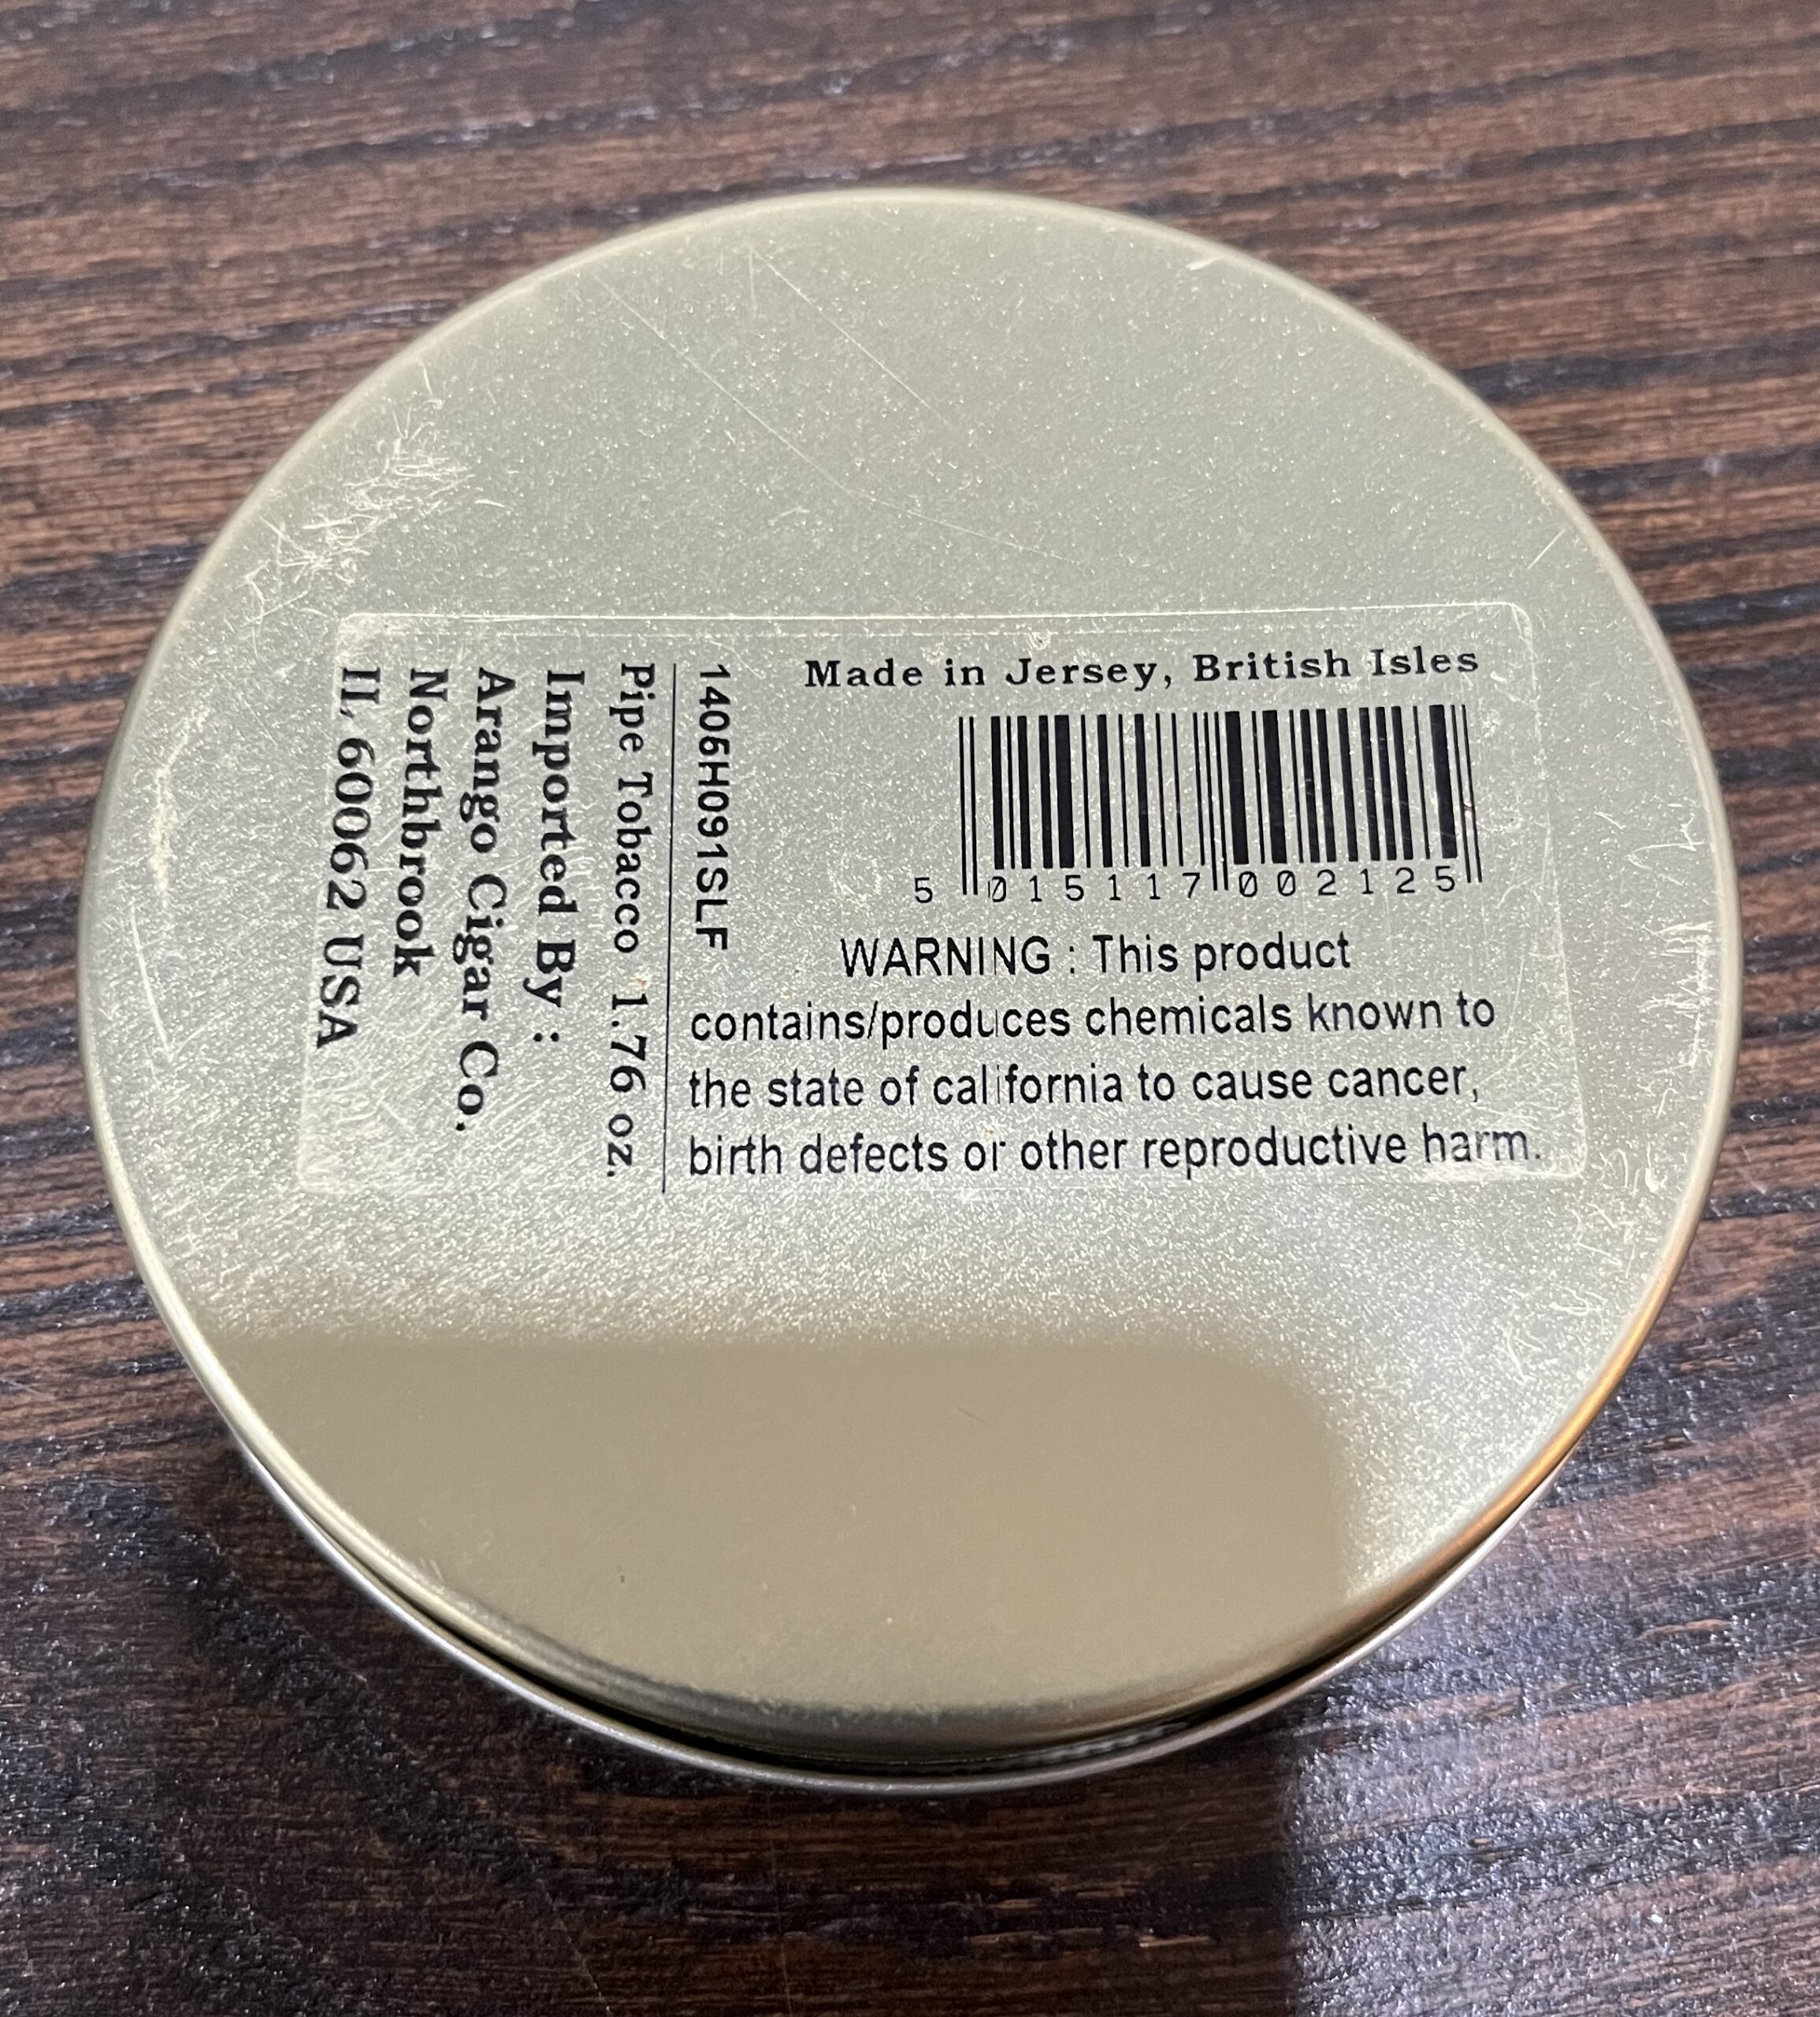 Made in Jersey, British Isles
5 015117 002125
WARNING : This product
contains/produces chemicals known to
the state of california to cause cancer,
birth defects or other reproductive harm.
1406H091SLF
Pipe Tobacco 1.76 oz.
Imported By :
Arango Cigar Co.
Northbrook
IL 60062 USA